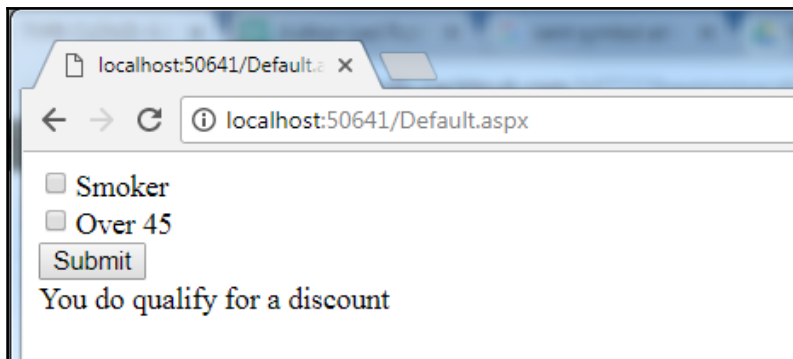 localhost:50641/Default.a
localhost:50641/Default.aspx
Smoker
Over 45
Submit
You do qualify for a discount